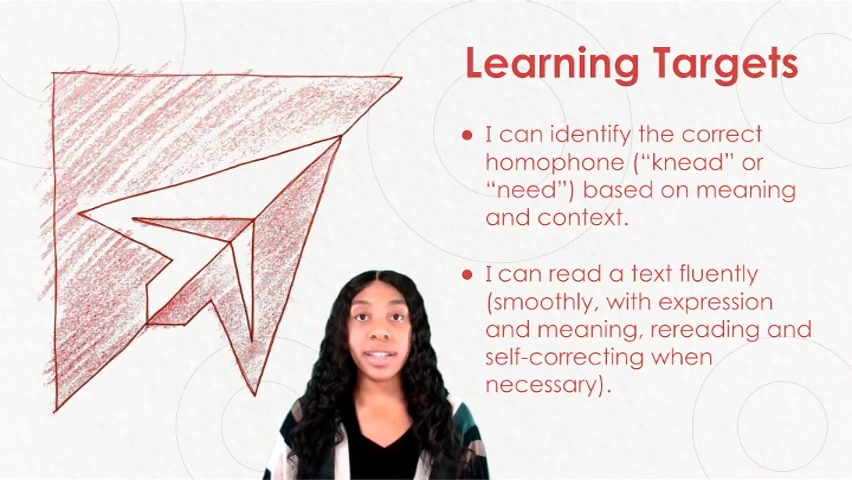 Learning Targets
● I can identify the correct
homophone (“knead” or
“need”) based on meaning
and context.
● I can read a text fluently
(smoothly, with expression
and meaning, rereading and
self-correcting when
necessary).